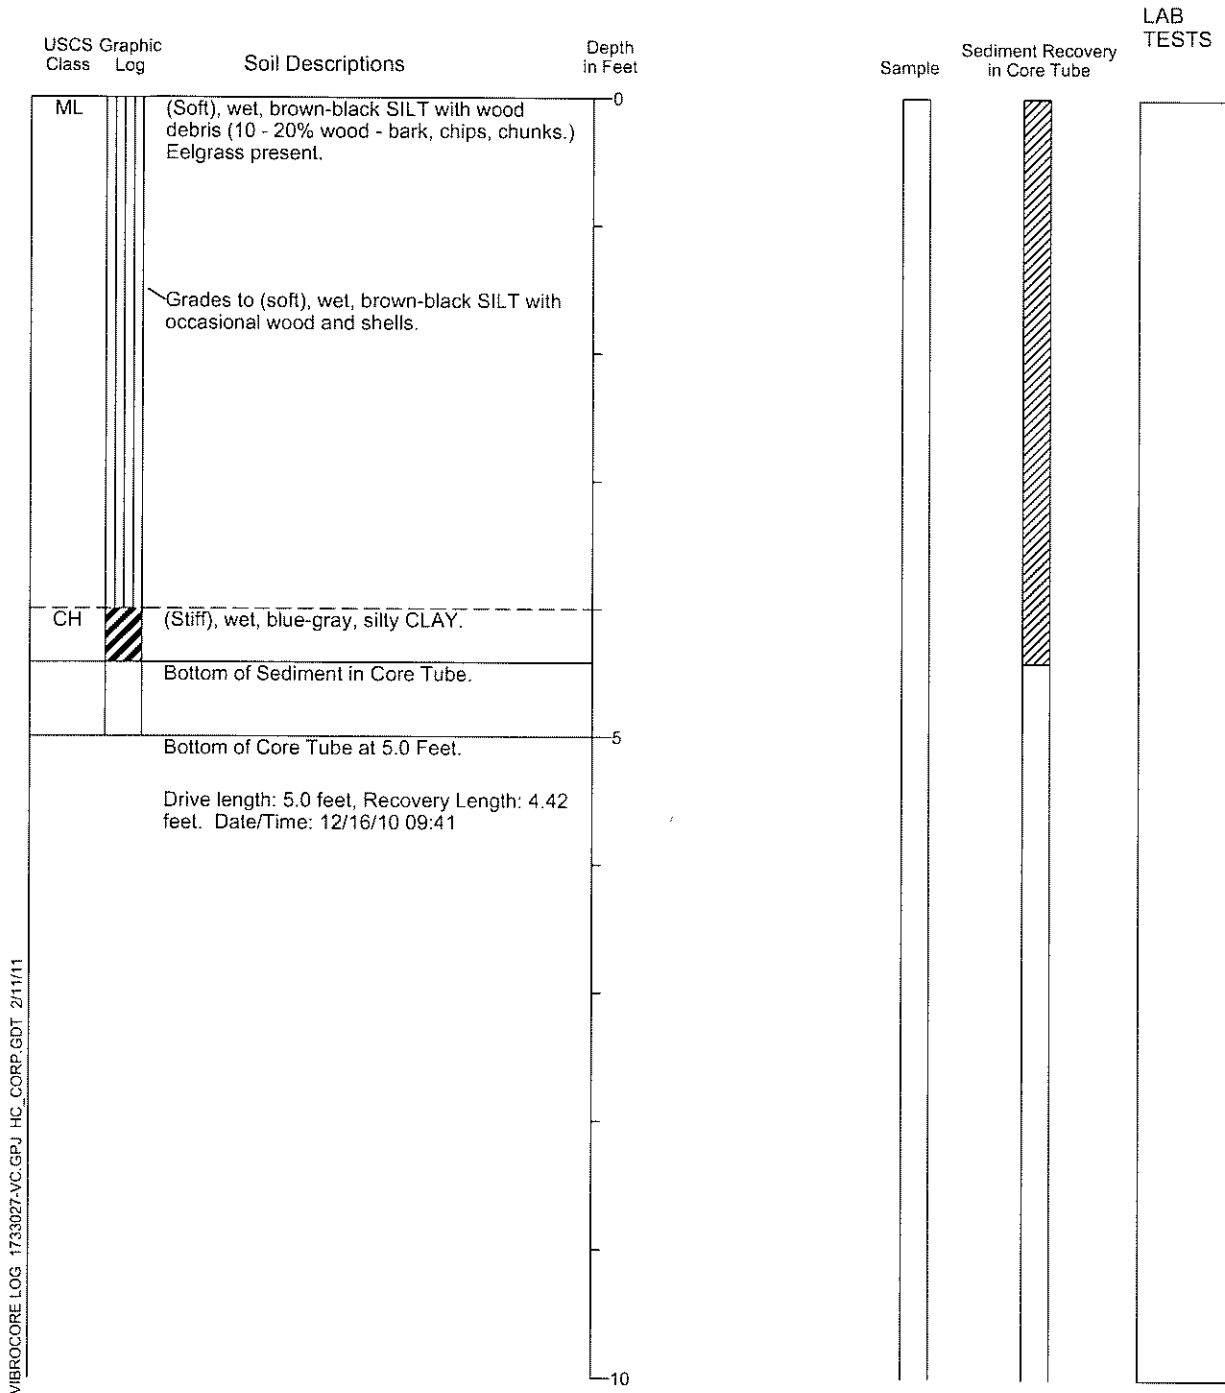 USCS Graphic
Class Log
Soil Descriptions
Depth
in Feet
Sample
Sediment Recovery
in Core Tube
LAB
TESTS
ML
(Soft), wet, brown-black SILT with wood
debris (10 - 20% wood - bark, chips, chunks.)
Eelgrass present.
0
Grades to (soft), wet, brown-black SILT with
occasional wood and shells.
CH
(Stiff), wet, blue-gray, silty CLAY.
Bottom of Sediment in Core Tube.
5
Bottom of Core Tube at 5.0 Feet.
Drive length: 5.0 feet, Recovery Length: 4.42
feet. Date/Time: 12/16/10 09:41
10
VIBROCORE LOG 1733027-VC.GPJ HC_CORP.GDT 2/11/11